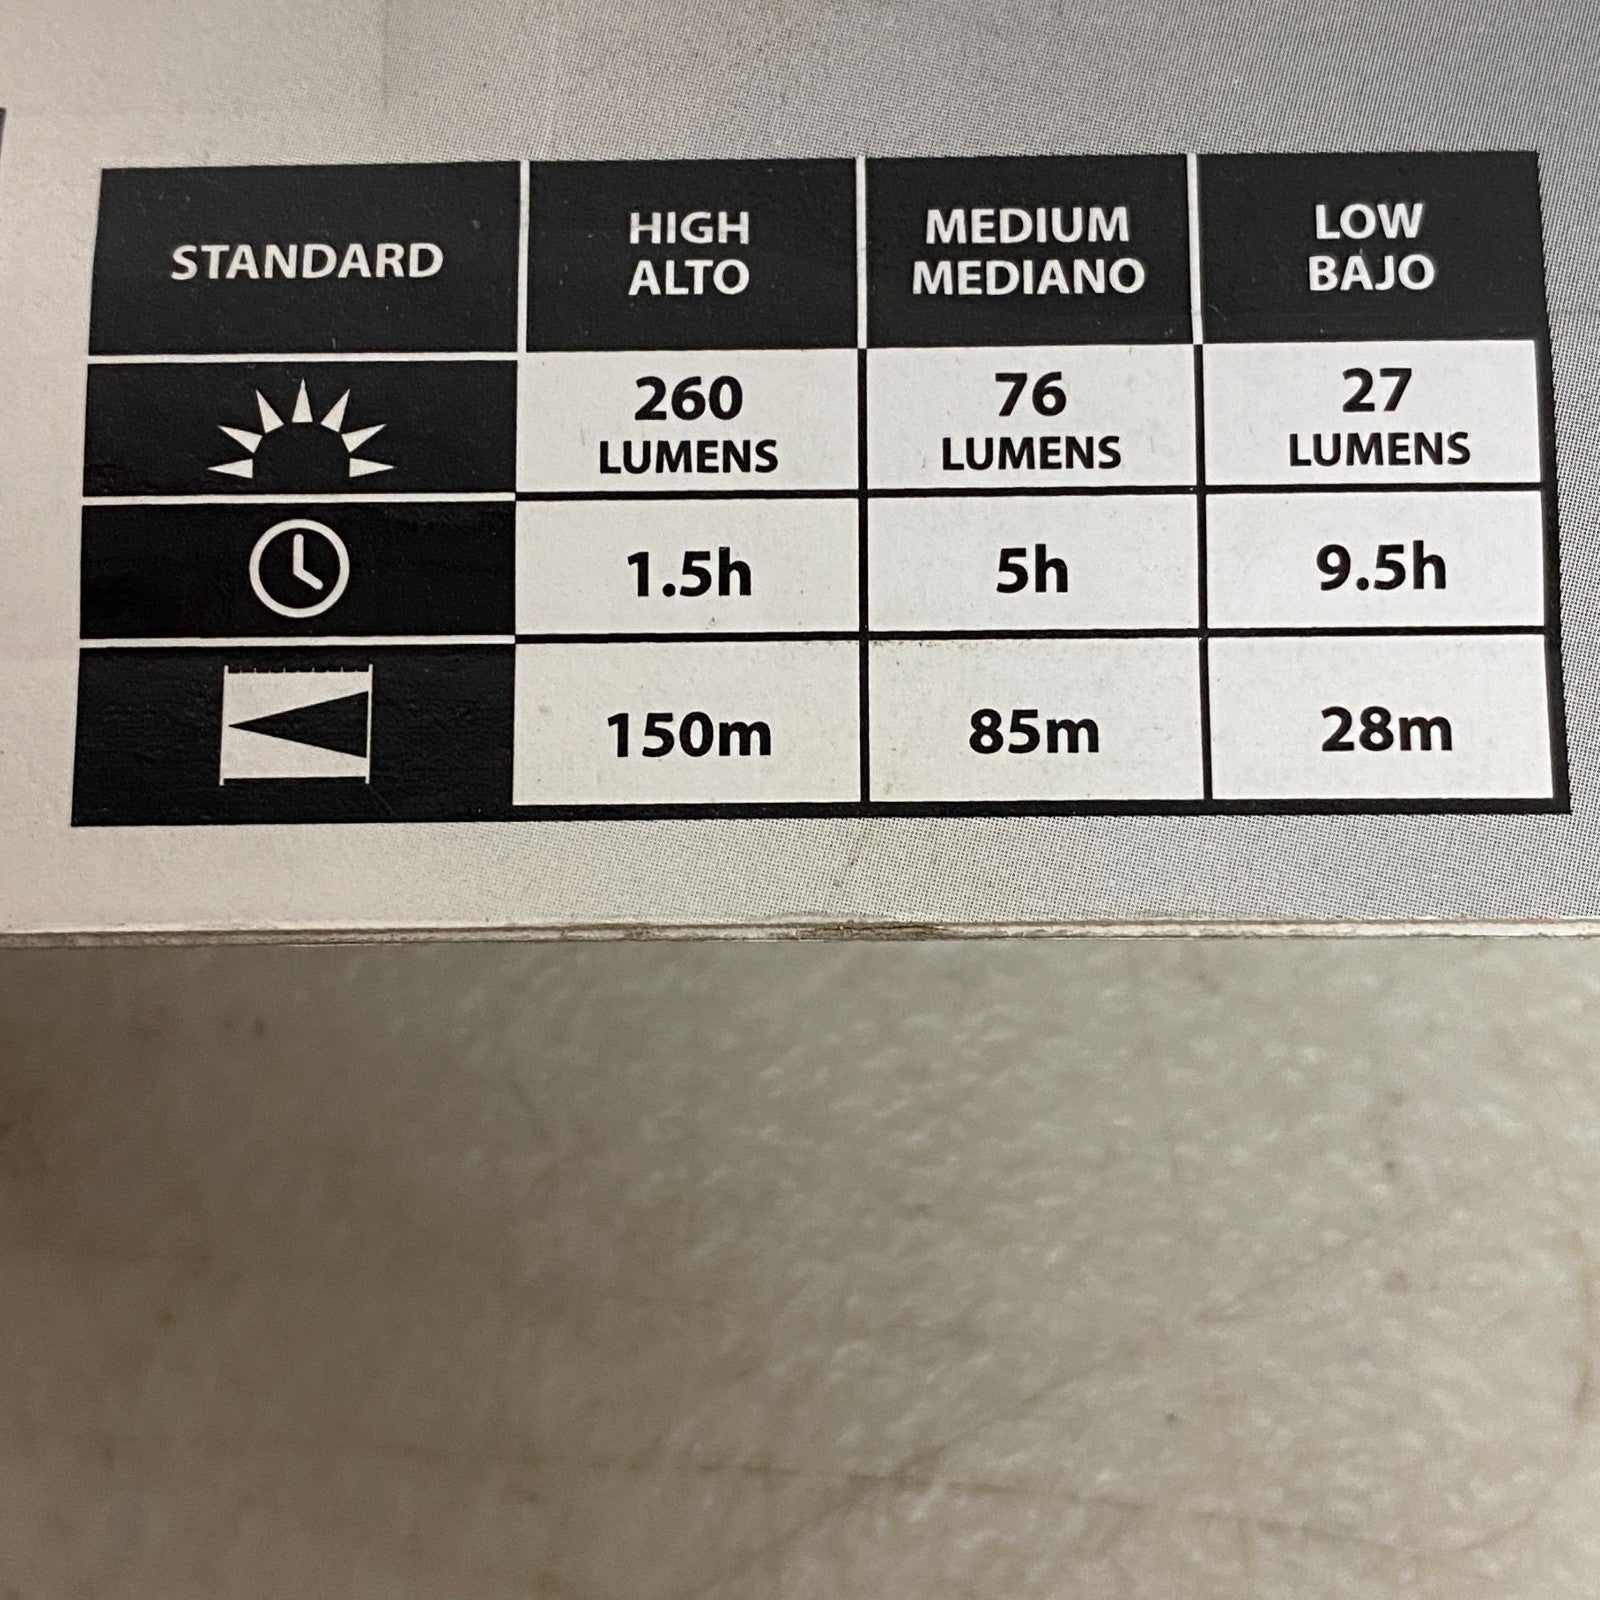 STANDARD
HIGH
ALTO
MEDIUM
MEDIANO
LOW
BAJO
260
LUMENS
76
LUMENS
27
LUMENS
1.5h
5h
9.5h
150m
85m
28m